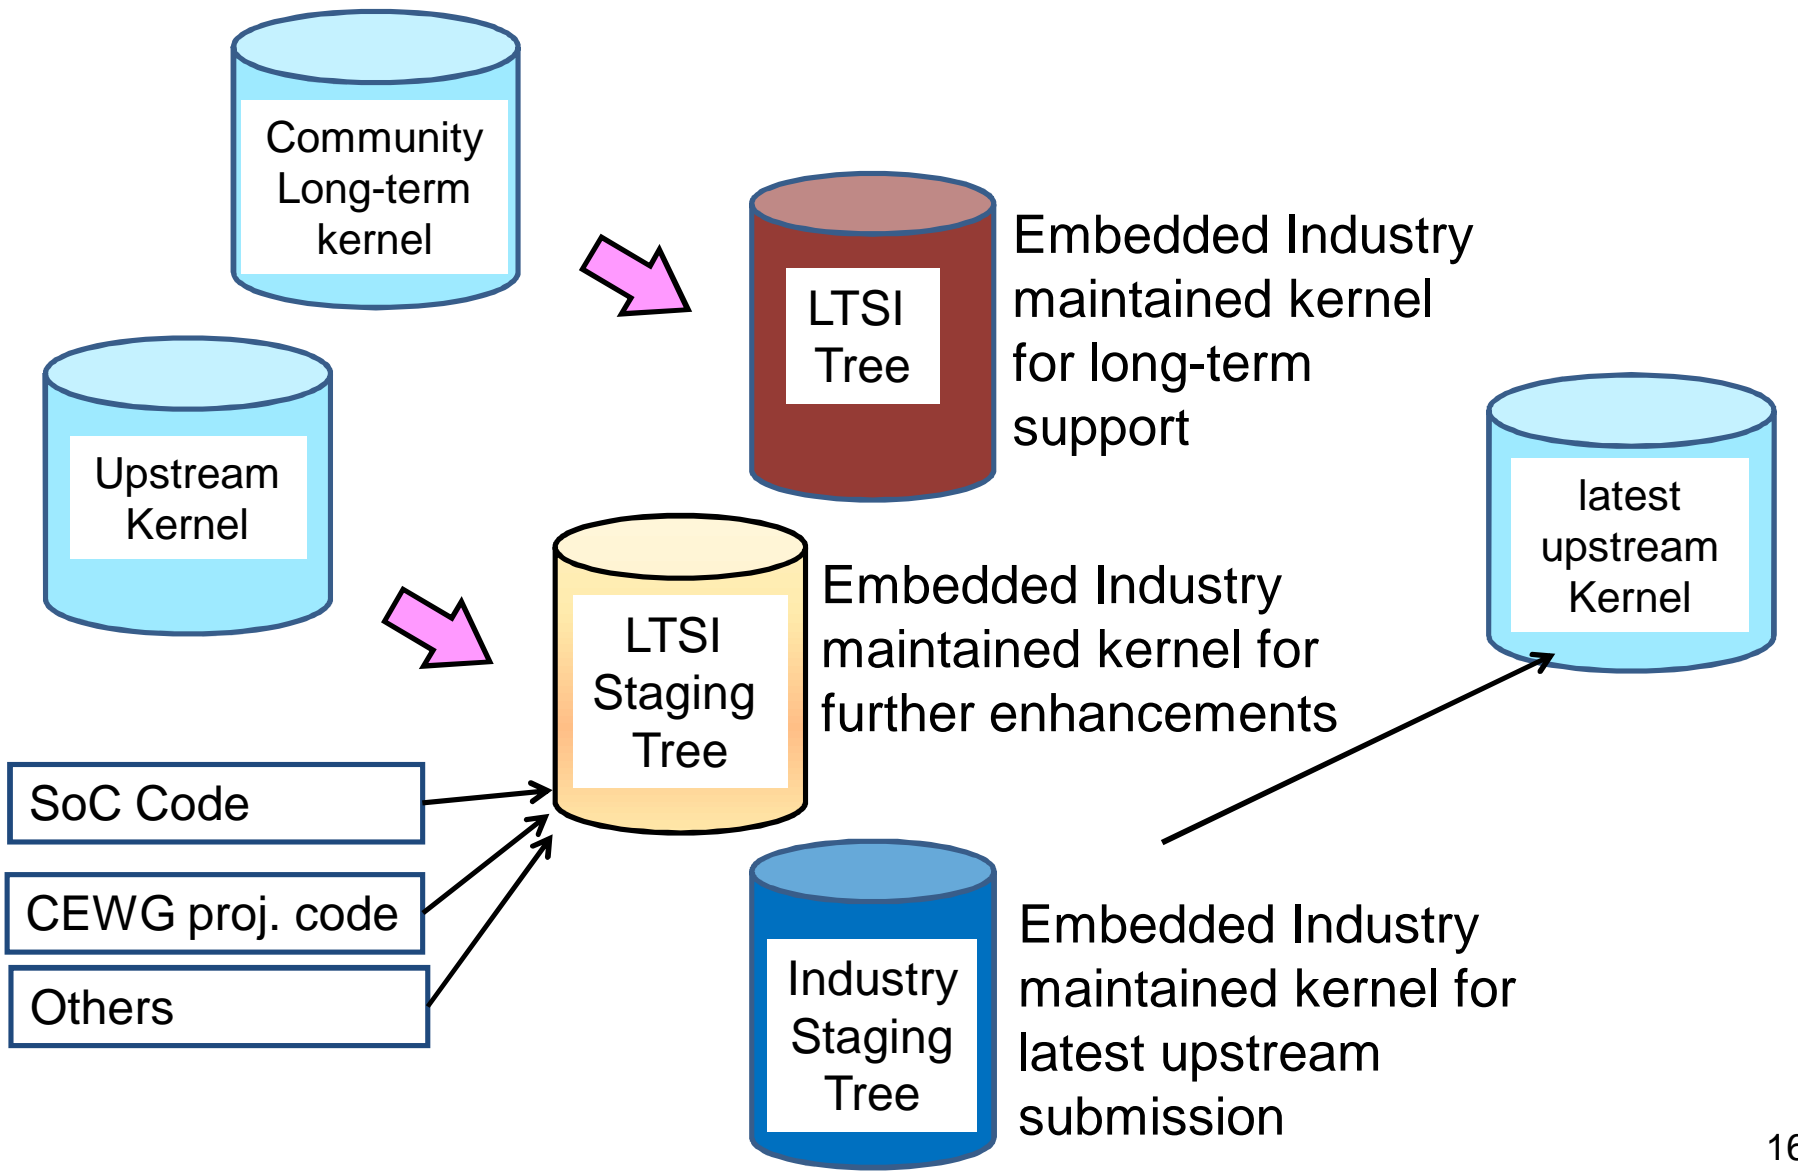 Community
Long-term
kernel
LTSI
Tree
Embedded Industry
maintained kernel
for long-term
support
Upstream
Kernel
latest
upstream
Kernel
LTSI
Staging
Tree
Embedded Industry
maintained kernel for
further enhancements
SoC Code
CEWG proj. code
Others
Industry
Staging
Tree
Embedded Industry
maintained kernel for
latest upstream
submission
16